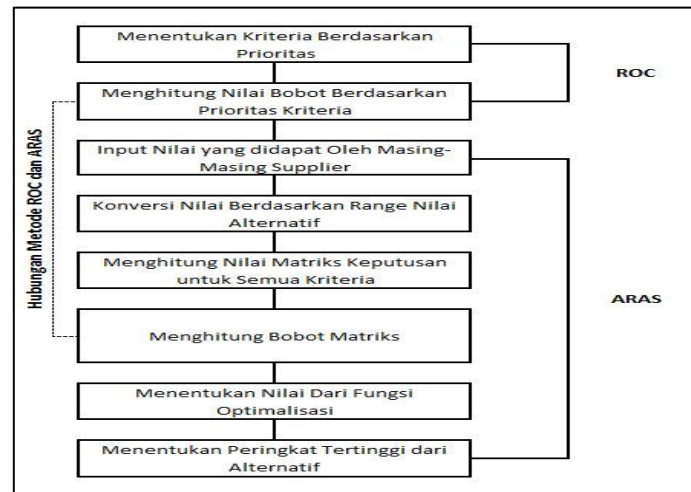 Menentukan Kriteria Berdasarkan
Prioritas
ROC
Menghitung Nilai Bobot Berdasarkan
Prioritas Kriteria
Input Nilai yang didapat Oleh Masing-
Masing Supplier
Konversi Nilai Berdasarkan Range Nilai
Alternatif
Menghitung Nilai Matriks Keputusan
untuk Semua Kriteria
ARAS
Menghitung Bobot Matriks
Menentukan Nilai Dari Fungsi
Optimalisasi
Menentukan Peringkat Tertinggi dari
Alternatif
Hubungan Metode ROC dan ARAS